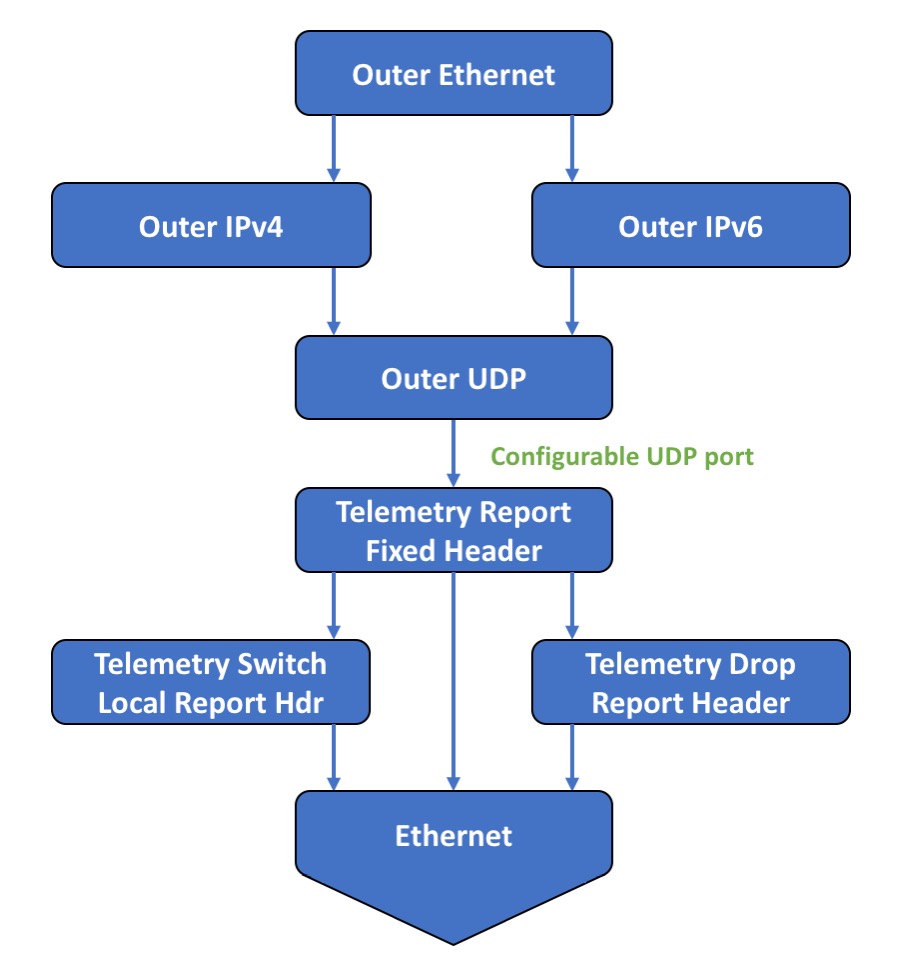 Outer Ethernet
Outer IPv4
Outer IPv6
Outer UDP
Configurable UDP port
Telemetry Report
Fixed Header
Telemetry Switch
Local Report Hdr
Telemetry Drop
Report Header
Ethernet